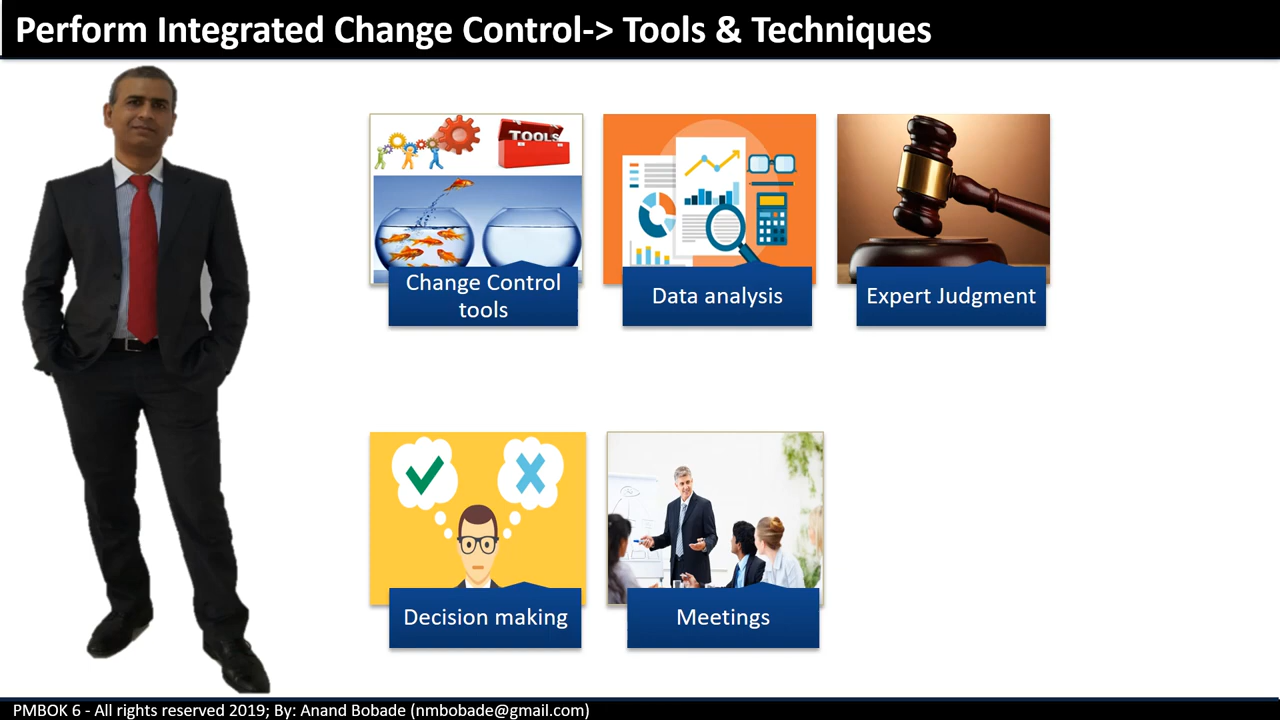 Perform Integrated Change Control-> Tools & Techniques
TOOLS
Change Control
tools
Data analysis
Expert Judgment
Decision making
Meetings
PMBOK 6 - All rights reserved 2019; By: Anand Bobade (nmbobade@gmail.com)